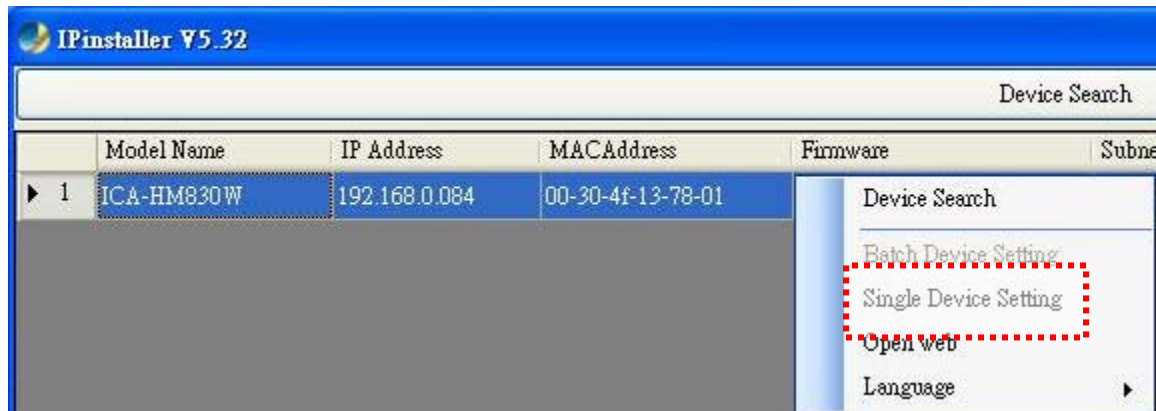 IPinstaller V5.32
Device Search
Model Name IP Address MACAddress Firmware Subne
1 ICA-HM830W 192.168.0.084 00-30-4f-13-78-01
Device Search
Batch Device Setting
Single Device Setting
Open web
Language